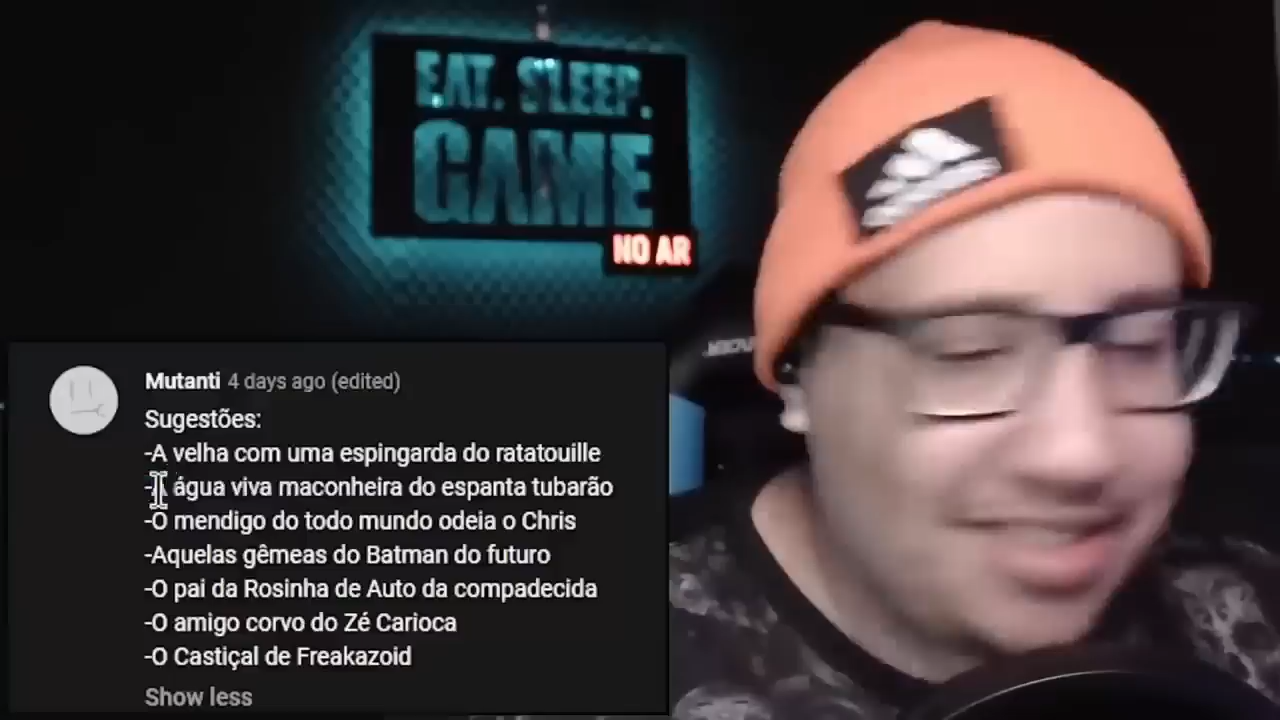 EAT. SLEEP.
GAME
NO AR
Mutanti 4 days ago (edited)
Sugestões:
-A velha com uma espingarda do ratatouille
-A água viva maconheira do espanta tubarão
-O mendigo do todo mundo odeia o Chris
-Aquelas gêmeas do Batman do futuro
-O pai da Rosinha de Auto da compadecida
-O amigo corvo do Zé Carioca
-O Castiçal de Freakazoid
Show less